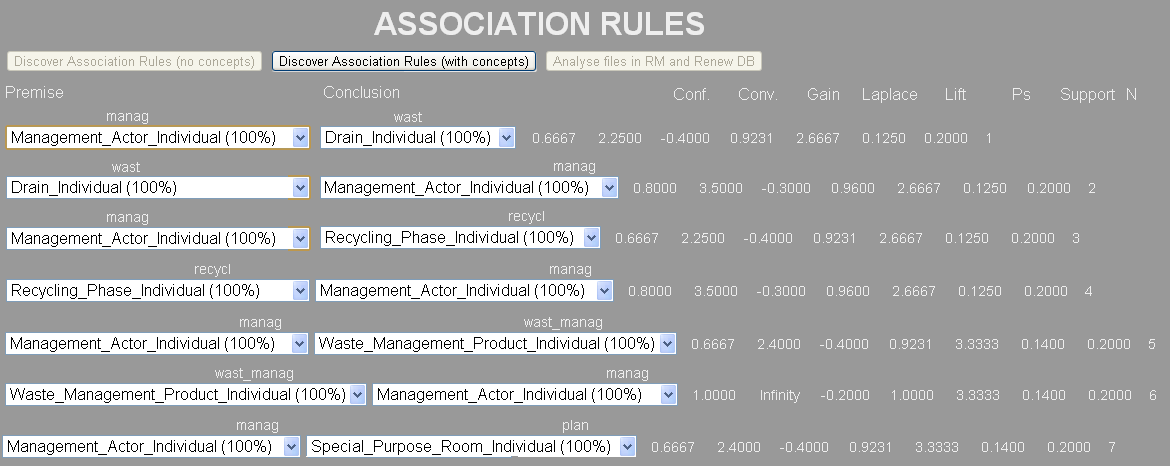 ASSOCIATION RULES
Discover Association Rules (no concepts) Discover Association Rules (with concepts) Analyse files in RM and Renew DB
Premise Conclusion Conf. Conv. Gain Laplace Lift Ps Support N
manag wast
Management_Actor_Individual (100%) Drain_Individual (100%) 0.6667 2.2500 -0.4000 0.9231 2.6667 0.1250 0.2000 1
wast manag
Drain_Individual (100%) Management_Actor_Individual (100%) 0.8000 3.5000 -0.3000 0.9600 2.6667 0.1250 0.2000 2
manag recycl
Management_Actor_Individual (100%) Recycling_Phase_Individual (100%) 0.6667 2.2500 -0.4000 0.9231 2.6667 0.1250 0.2000 3
recycl manag
Recycling_Phase_Individual (100%) Management_Actor_Individual (100%) 0.8000 3.5000 -0.3000 0.9600 2.6667 0.1250 0.2000 4
manag wast_manag
Management_Actor_Individual (100%) Waste_Management_Product_Individual (100%) 0.6667 2.4000 -0.4000 0.9231 3.3333 0.1400 0.2000 5
wast_manag manag
Waste_Management_Product_Individual (100%) Management_Actor_Individual (100%) 1.0000 Infinity -0.2000 1.0000 3.3333 0.1400 0.2000 6
manag plan
Management_Actor_Individual (100%) Special_Purpose_Room_Individual (100%) 0.6667 2.4000 -0.4000 0.9231 3.3333 0.1400 0.2000 7